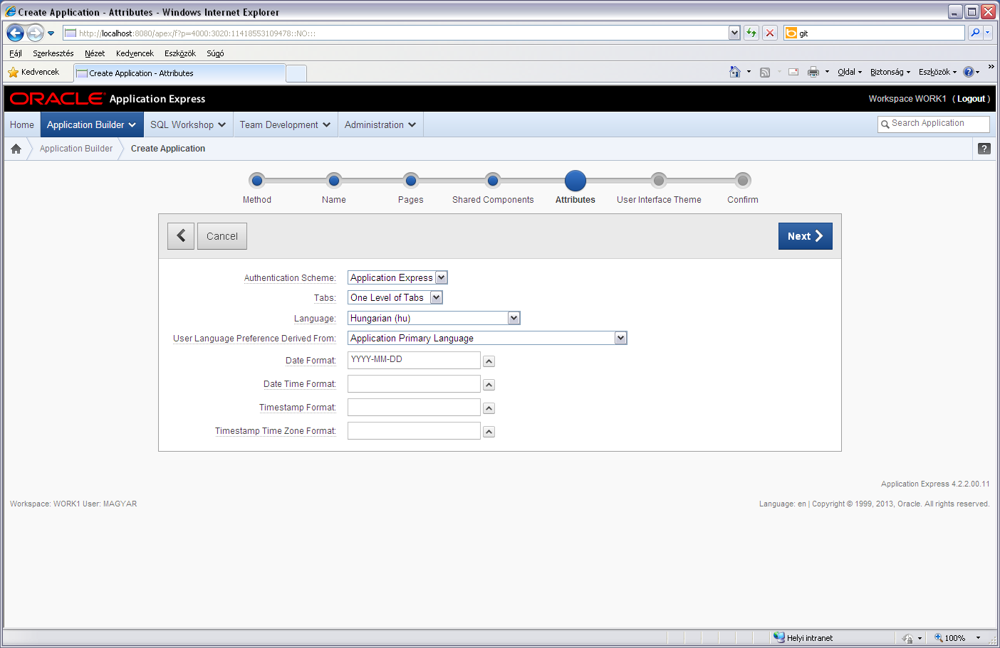 Create Application - Attributes - Windows Internet Explorer
http://localhost:8080/apex/f?p=4000:3020:11418553109478::NO:::
git
Fájl Szerkesztés Nézet Kedvencek Eszközök Súgó
Kedvencek Create Application - Attributes Oldal Biztonság Eszközök
ORACLE Application Express Workspace WORK1 ( Logout )
Home Application Builder SQL Workshop Team Development Administration Search Application
Application Builder Create Application ?
Method Name Pages Shared Components Attributes User Interface Theme Confirm
Cancel Next
Authentication Scheme: Application Express
Tabs: One Level of Tabs
Language: Hungarian (hu)
User Language Preference Derived From: Application Primary Language
Date Format: YYYY-MM-DD
Date Time Format:
Timestamp Format:
Timestamp Time Zone Format:
Application Express 4.2.2.00.11
Workspace: WORK1 User: MAGYAR Language: en | Copyright © 1999, 2013, Oracle. All rights reserved.
Helyi intranet 100%